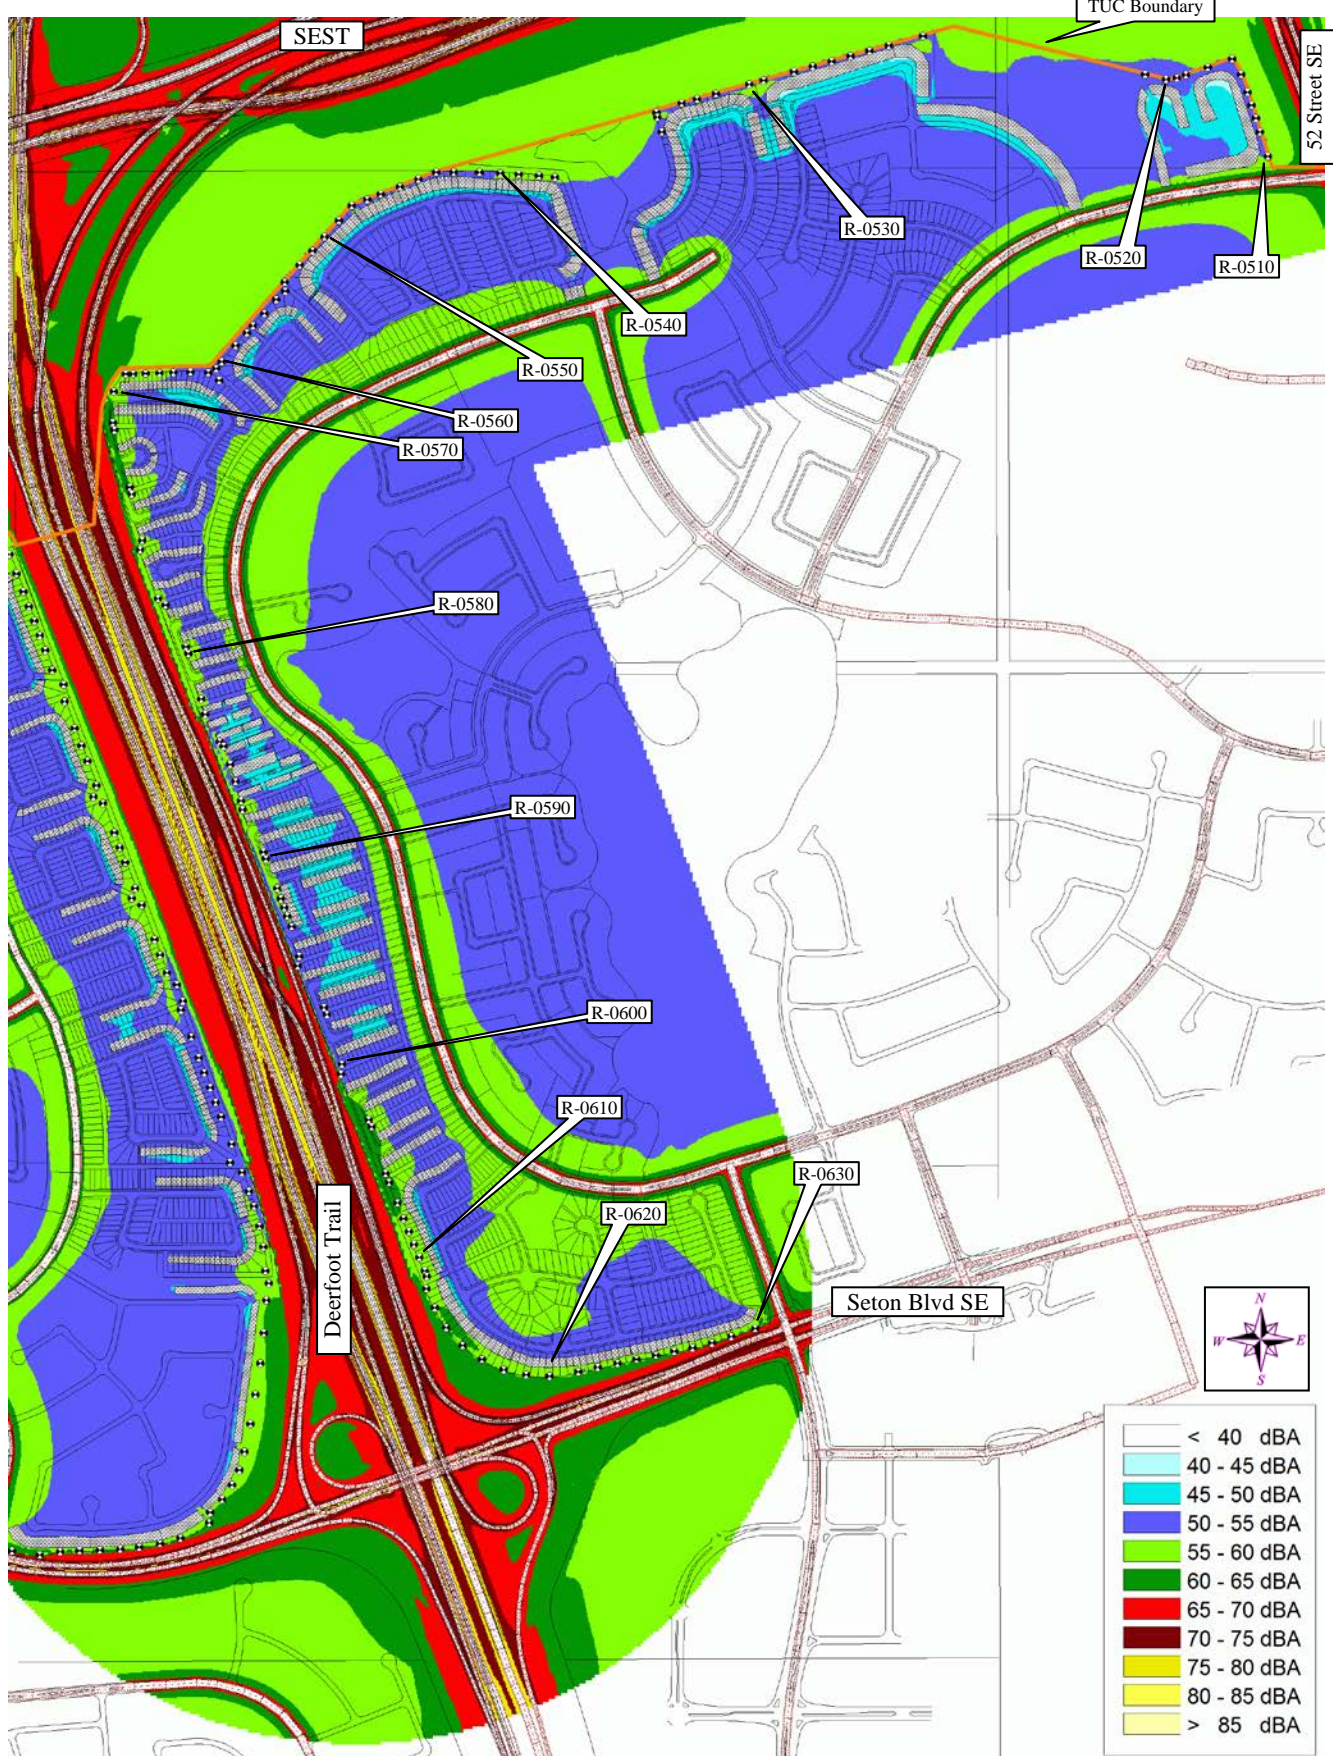 TUC Boundary
SEST
52 Street SE
R-0530
R-0520
R-0510
R-0540
R-0550
R-0560
R-0570
R-0580
R-0590
R-0600
R-0610
R-0630
R-0620
Deerfoot Trail
Seton Blvd SE
N
W E
S
< 40 dBA
40 - 45 dBA
45 - 50 dBA
50 - 55 dBA
55 - 60 dBA
60 - 65 dBA
65 - 70 dBA
70 - 75 dBA
75 - 80 dBA
80 - 85 dBA
> 85 dBA